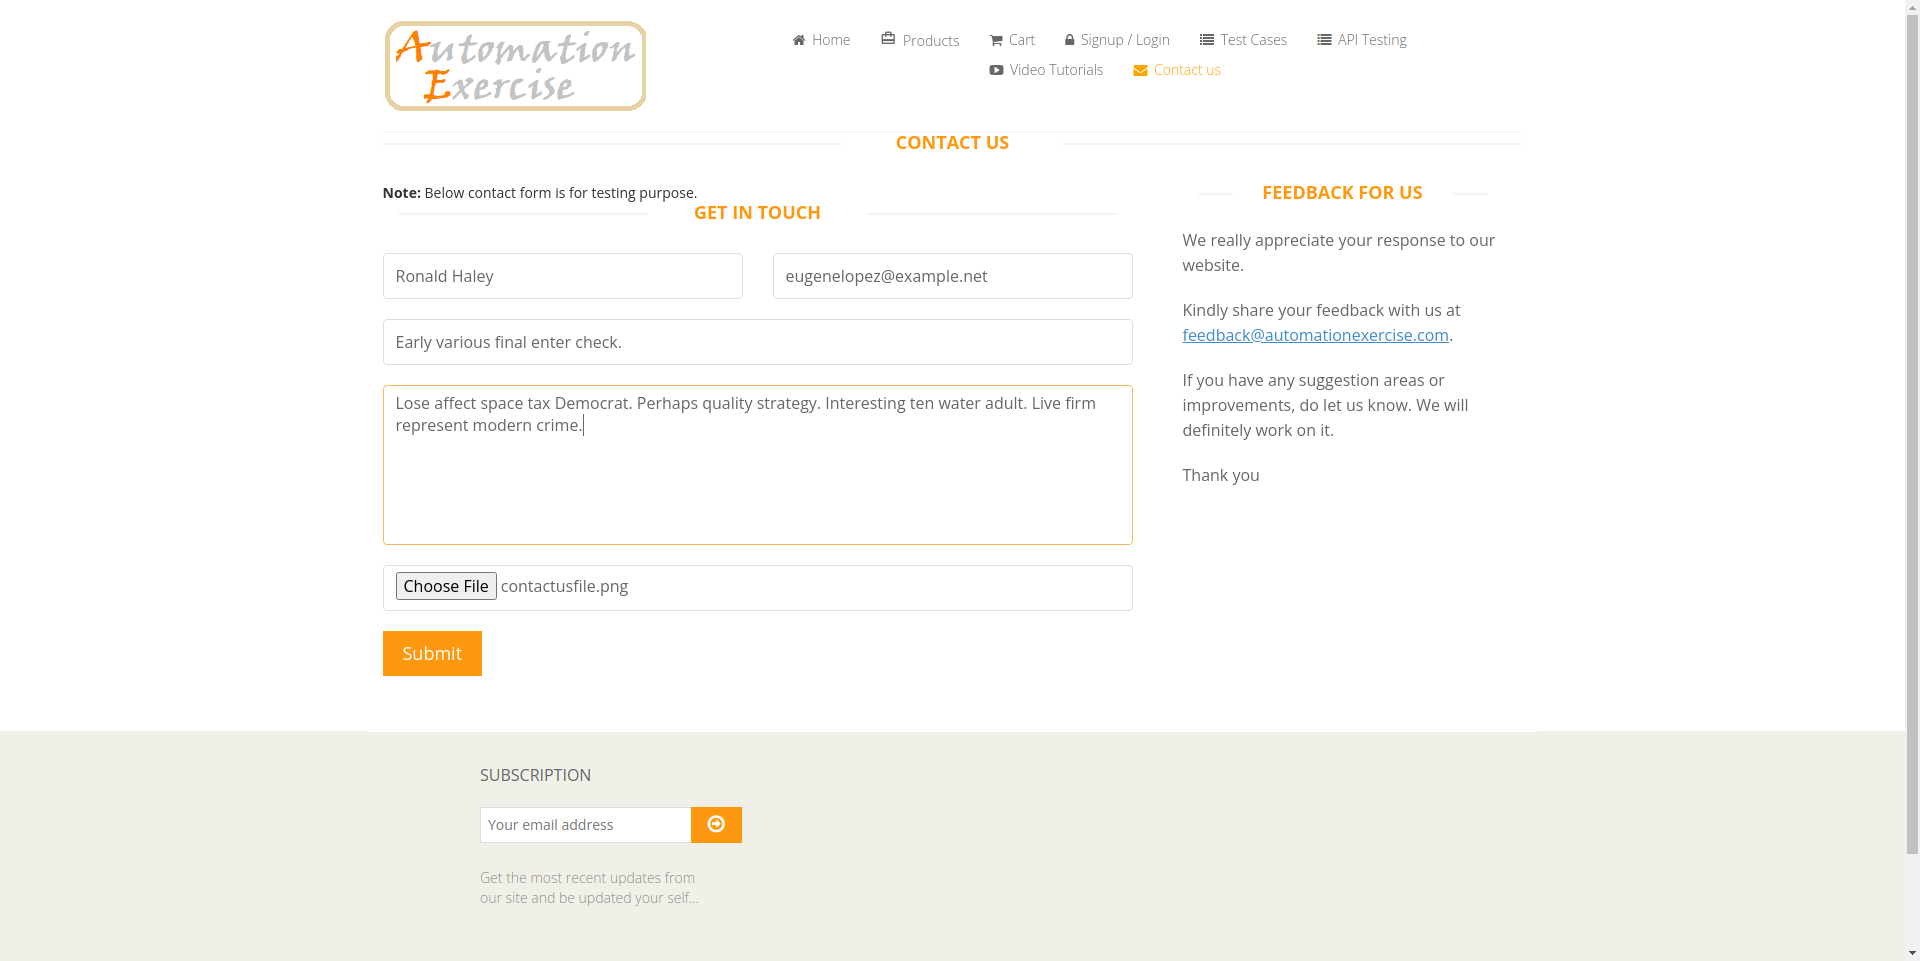 Automation
Exercise
Home
Products
Cart
Signup / Login
Test Cases
API Testing
Video Tutorials
Contact us
CONTACT US
Note: Below contact form is for testing purpose.
GET IN TOUCH
Ronald Haley
eugenelopez@example.net
Early various final enter check.
Lose affect space tax Democrat. Perhaps quality strategy. Interesting ten water adult. Live firm
represent modern crime.
Choose File contactusfile.png
Submit
FEEDBACK FOR US
We really appreciate your response to our
website.
Kindly share your feedback with us at
feedback@automationexercise.com.
If you have any suggestion areas or
improvements, do let us know. We will
definitely work on it.
Thank you
SUBSCRIPTION
Your email address
Get the most recent updates from
our site and be updated your self...